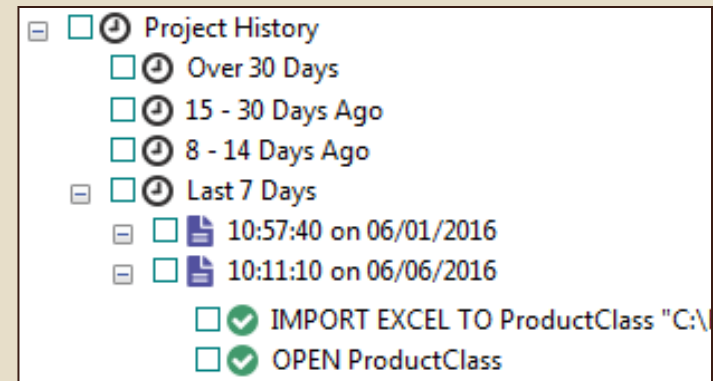 Project History
Over 30 Days
15 - 30 Days Ago
8 - 14 Days Ago
Last 7 Days
10:57:40 on 06/01/2016
10:11:10 on 06/06/2016
IMPORT EXCEL TO ProductClass "C:\
OPEN ProductClass